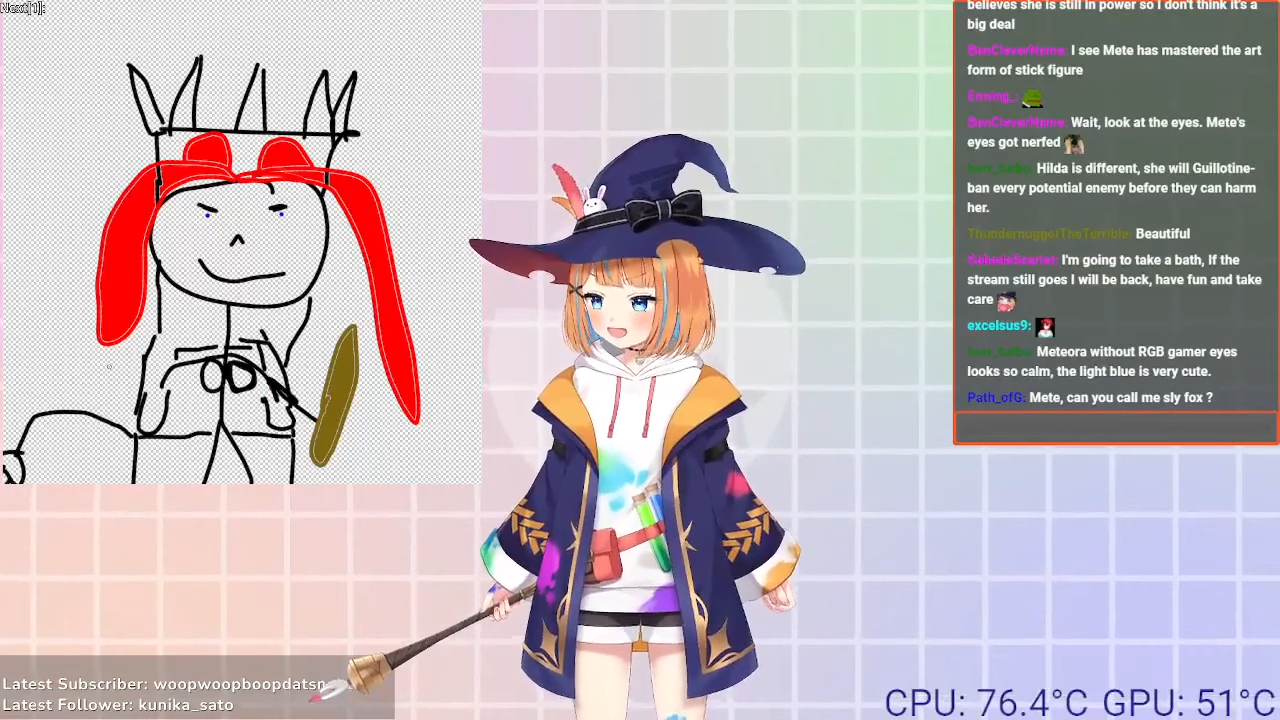 Next[1]:
believes she is still in power so I don't think it's a
big deal
BunCleverName: I see Mete has mastered the art
form of stick figure
BunCleverName: Wait, look at the eyes. Mete's
eyes got nerfed
Hilda is different, she will Guillotine-
ban every potential enemy before they can harm
her.
ThundernuggetTheTerrible: Beautiful
I'm going to take a bath, If the
stream still goes I will be back, have fun and take
care
excelsus9:
Meteora without RGB gamer eyes
looks so calm, the light blue is very cute.
Path_ofG: Mete, can you call me sly fox ?
Latest Subscriber: woopwoopboopdatsn
Latest Follower: kunika_sato
CPU: 76.4°C GPU: 51°C